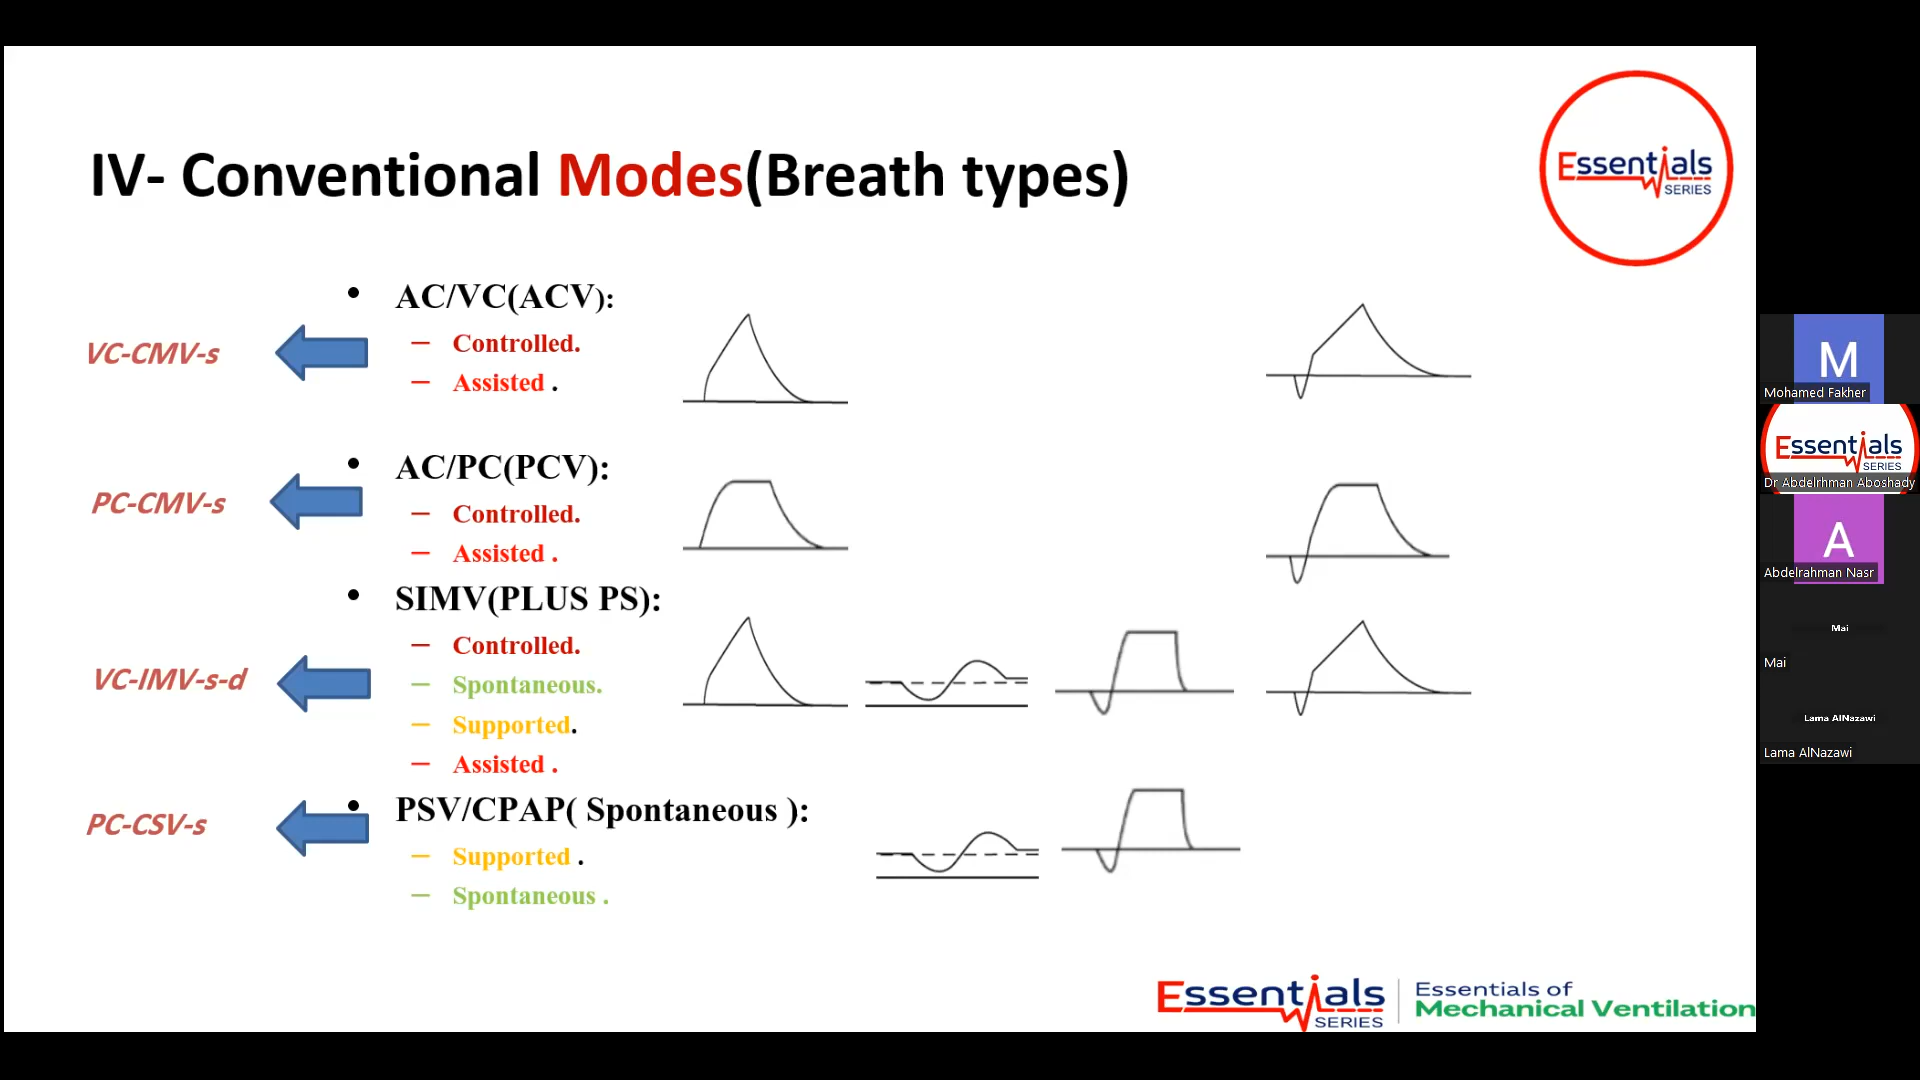 IV- Conventional Modes(Breath types)
Essentials
SERIES
• AC/VC(ACV):
– Controlled.
– Assisted .
VC-CMV-s
• AC/PC(PCV):
– Controlled.
– Assisted .
PC-CMV-s
• SIMV(PLUS PS):
– Controlled.
– Spontaneous.
– Supported.
– Assisted .
VC-IMV-s-d
• PSV/CPAP( Spontaneous ):
– Supported .
– Spontaneous .
PC-CSV-s
Essentials
SERIES
Essentials of
Mechanical Ventilation
M
Mohamed Fakher
Essentials
SERIES
Dr Abdelrhman Aboshady
A
Abdelrahman Nasr
Mai
Mai
Lama AlNazawi
Lama AlNazawi